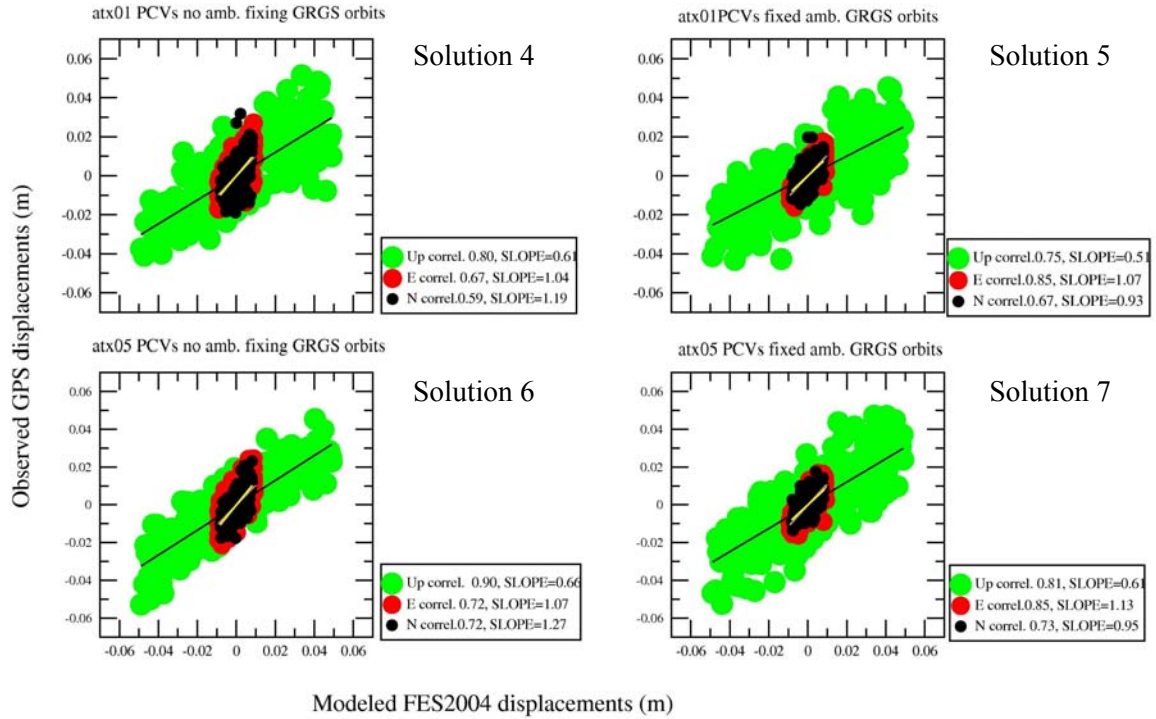 atx01 PCVs no amb. fixing GRGS orbits
Solution 4
0.06
0.04
0.02
0
-0.02
-0.04
-0.06
Up correl. 0.80, SLOPE=0.61
E correl. 0.67, SLOPE=1.04
N correl.0.59, SLOPE=1.19
atx01PCVs fixed amb. GRGS orbits
Solution 5
0.06
0.04
0.02
0
-0.02
-0.04
-0.06
Up correl.0.75, SLOPE=0.51
E correl.0.85, SLOPE=1.07
N correl.0.67, SLOPE=0.93
Observed GPS displacements (m)
atx05 PCVs no amb. fixing GRGS orbits
Solution 6
0.06
0.04
0.02
0
-0.02
-0.04
-0.06
-0.06 -0.04 -0.02 0 0.02 0.04 0.06
Up correl. 0.90, SLOPE=0.66
E correl. 0.72, SLOPE=1.07
N correl.0.72, SLOPE=1.27
atx05 PCVs fixed amb. GRGS orbits
Solution 7
0.06
0.04
0.02
0
-0.02
-0.04
-0.06
-0.06 -0.04 -0.02 0 0.02 0.04 0.06
Up correl. 0.81, SLOPE=0.61
E correl.0.85, SLOPE=1.13
N correl. 0.73, SLOPE=0.95
Modeled FES2004 displacements (m)